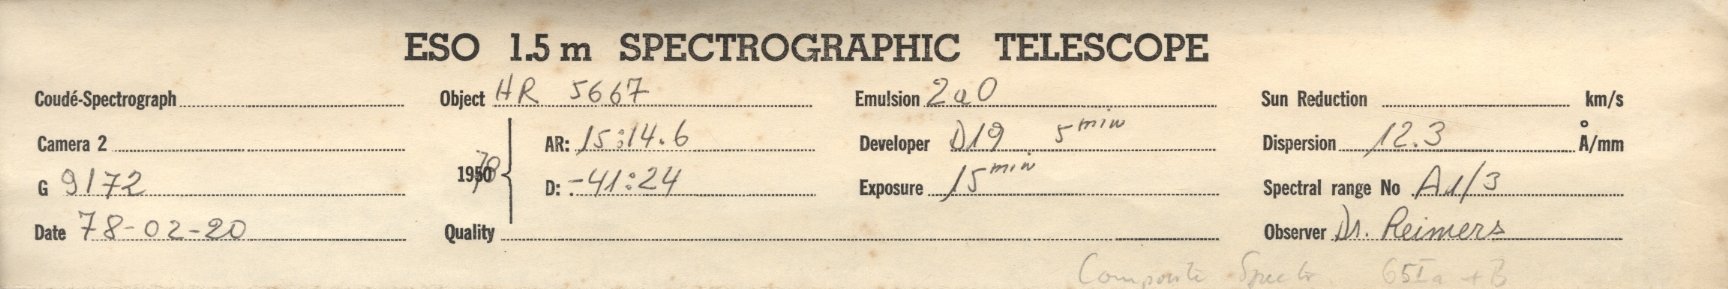 ESO 1.5 m SPECTROGRAPHIC TELESCOPE
Coudé-Spectrograph Object HR 5667 Emulsion 2aO Sun Reduction km/s
Camera 2 AR: 15:14.6 Developer D19 5 min Dispersion 12.3 Å/mm
G 9172 1950 70 D: -41:24 Exposure 15 min Spectral range No A1/3
Date 78-02-20 Quality Observer Dr. Reimers
Composite Spectr. G5Ia + B